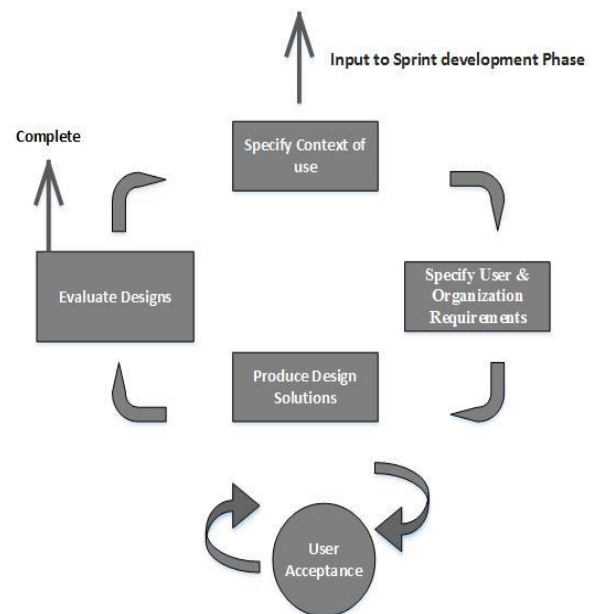 Input to Sprint development Phase
Complete
Specify Context of
use
Evaluate Designs
Specify User &
Organization
Requirements
Produce Design
Solutions
User
Acceptance